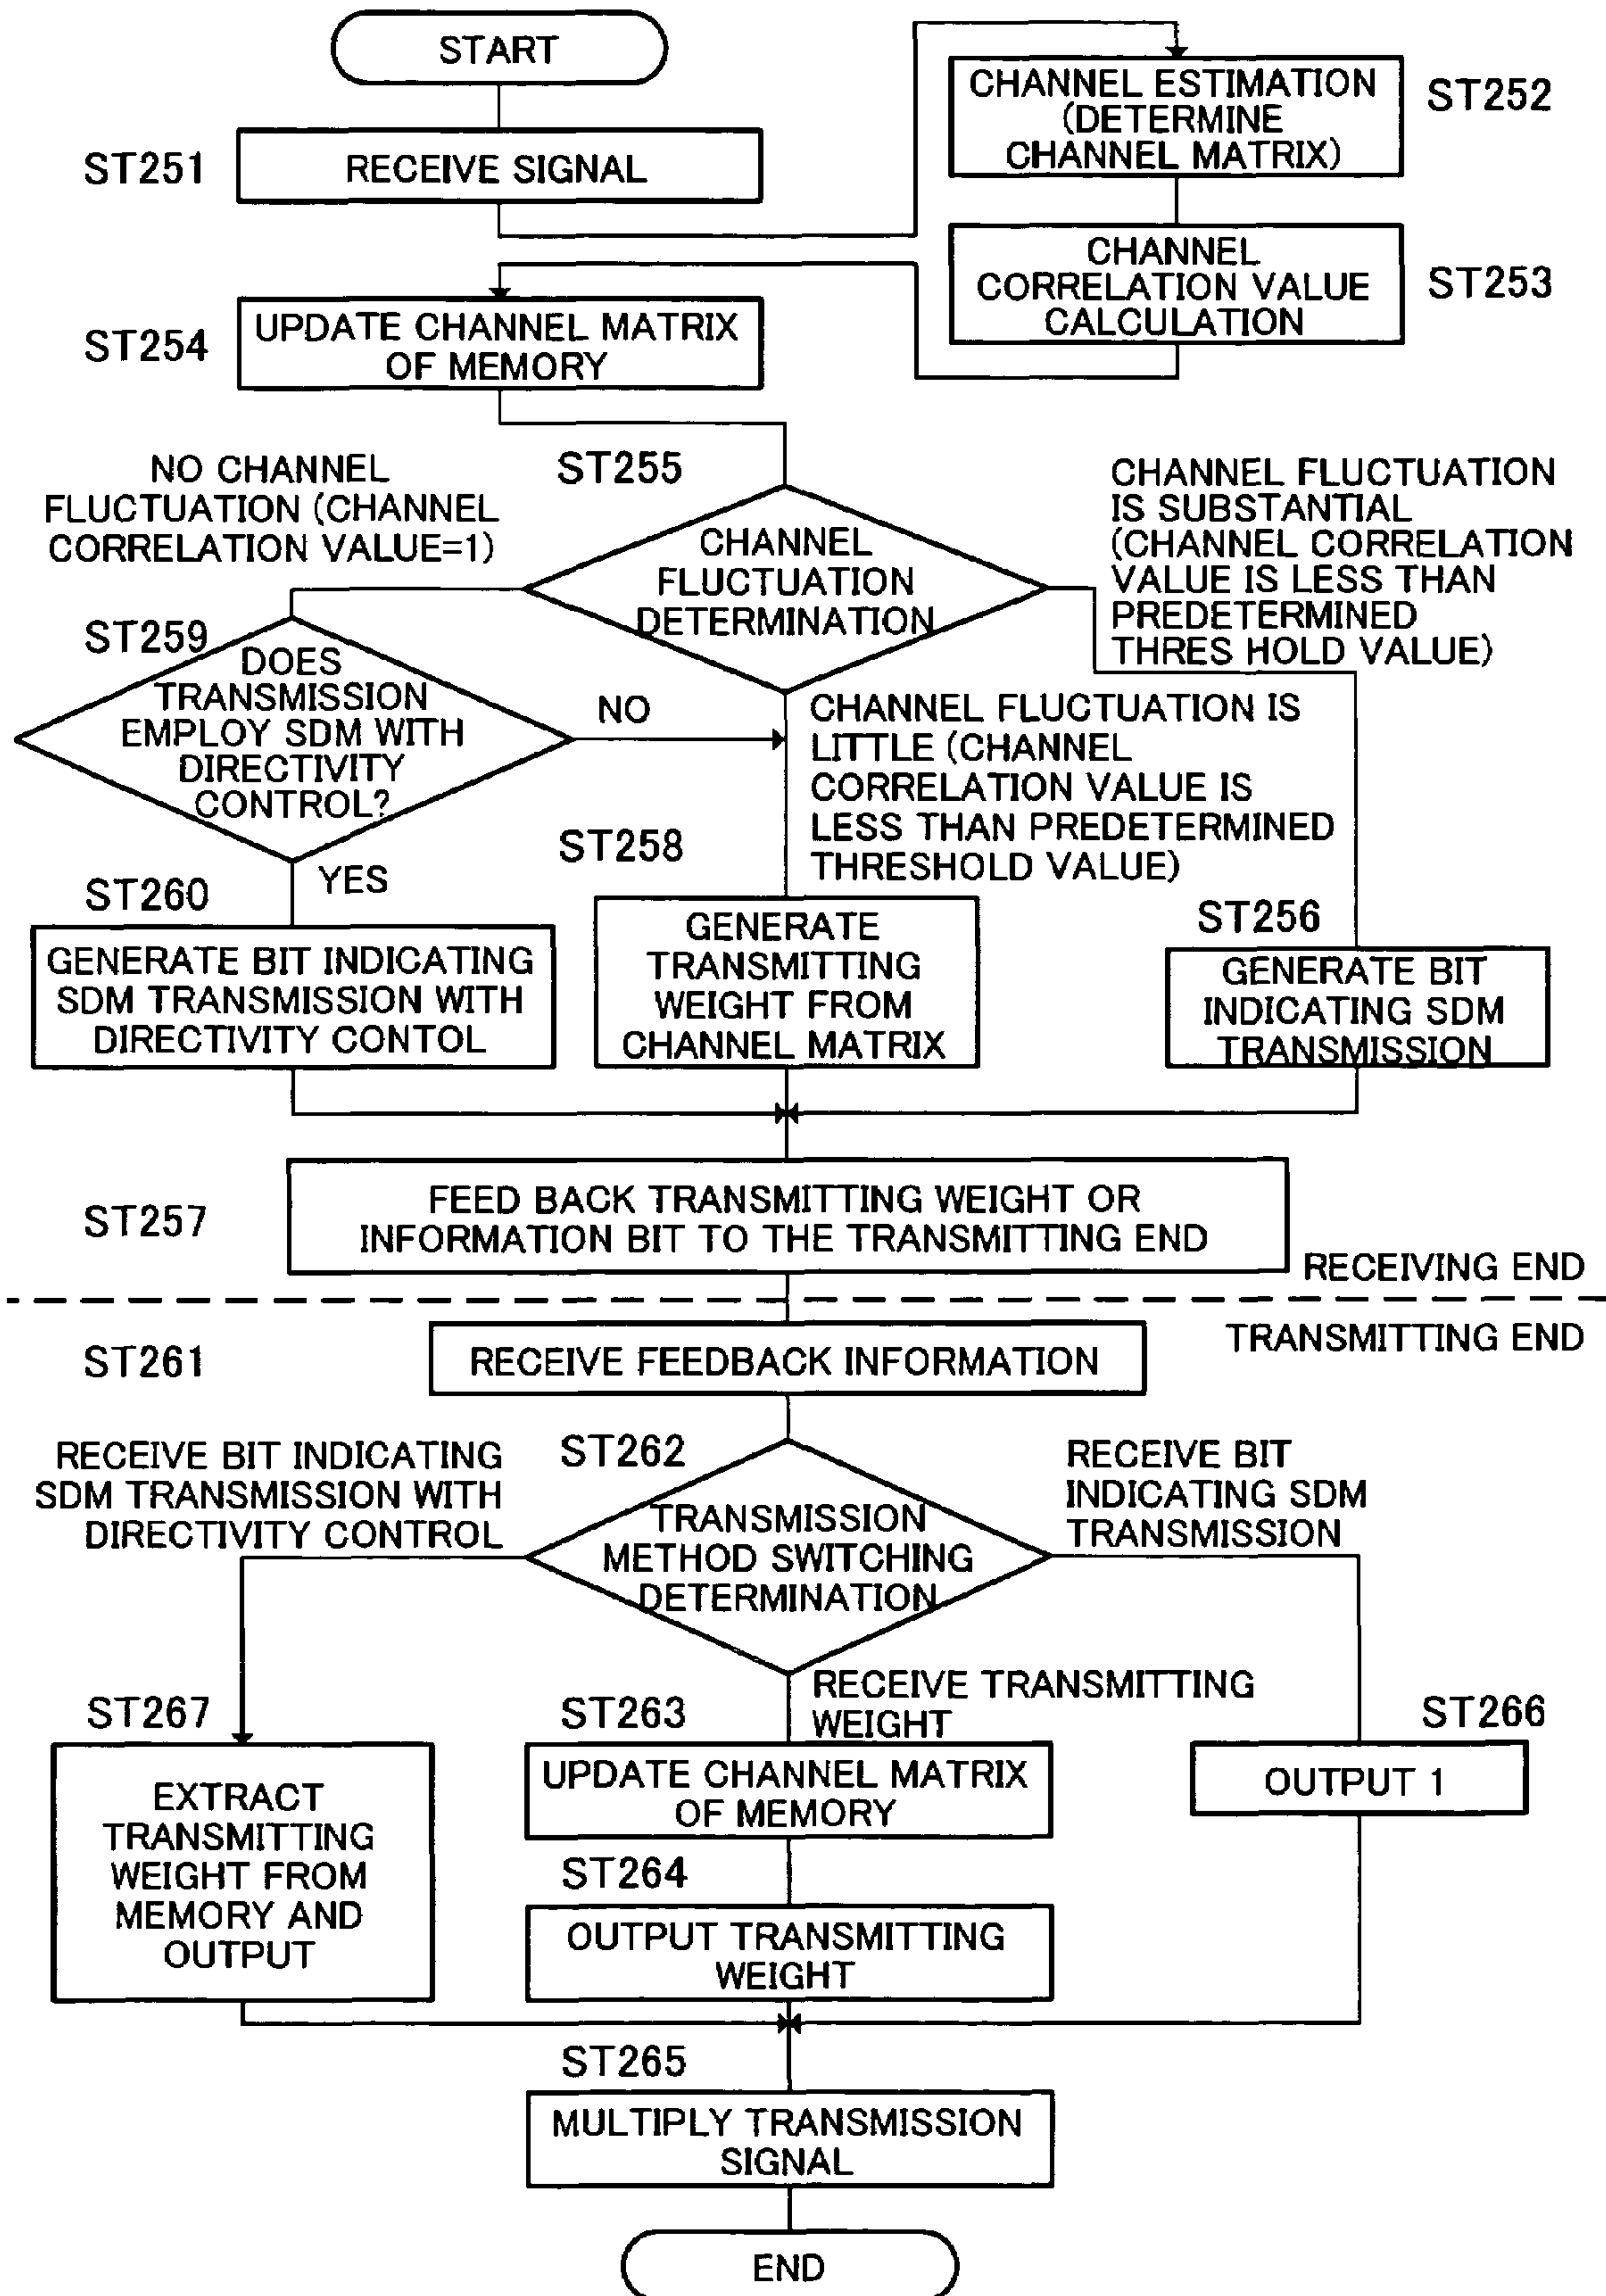 START
ST251
RECEIVE SIGNAL
CHANNEL ESTIMATION
(DETERMINE
CHANNEL MATRIX)
ST252
CHANNEL
CORRELATION VALUE
CALCULATION
ST253
ST254
UPDATE CHANNEL MATRIX
OF MEMORY
NO CHANNEL
FLUCTUATION (CHANNEL
CORRELATION VALUE=1)
ST255
CHANNEL
FLUCTUATION
DETERMINATION
CHANNEL FLUCTUATION
IS SUBSTANTIAL
(CHANNEL CORRELATION
VALUE IS LESS THAN
PREDETERMINED
THRES HOLD VALUE)
ST259
DOES
TRANSMISSION
EMPLOY SDM WITH
DIRECTIVITY
CONTROL?
NO
CHANNEL FLUCTUATION IS
LITTLE (CHANNEL
CORRELATION VALUE IS
LESS THAN PREDETERMINED
THRESHOLD VALUE)
YES
ST260
GENERATE BIT INDICATING
SDM TRANSMISSION WITH
DIRECTIVITY CONTOL
ST258
GENERATE
TRANSMITTING
WEIGHT FROM
CHANNEL MATRIX
ST256
GENERATE BIT
INDICATING SDM
TRANSMISSION
ST257
FEED BACK TRANSMITTING WEIGHT OR
INFORMATION BIT TO THE TRANSMITTING END
RECEIVING END
TRANSMITTING END
ST261
RECEIVE FEEDBACK INFORMATION
RECEIVE BIT INDICATING
SDM TRANSMISSION WITH
DIRECTIVITY CONTROL
ST262
TRANSMISSION
METHOD SWITCHING
DETERMINATION
RECEIVE BIT
INDICATING SDM
TRANSMISSION
RECEIVE TRANSMITTING
WEIGHT
ST267
EXTRACT
TRANSMITTING
WEIGHT FROM
MEMORY AND
OUTPUT
ST263
UPDATE CHANNEL MATRIX
OF MEMORY
ST264
OUTPUT TRANSMITTING
WEIGHT
ST266
OUTPUT 1
ST265
MULTIPLY TRANSMISSION
SIGNAL
END